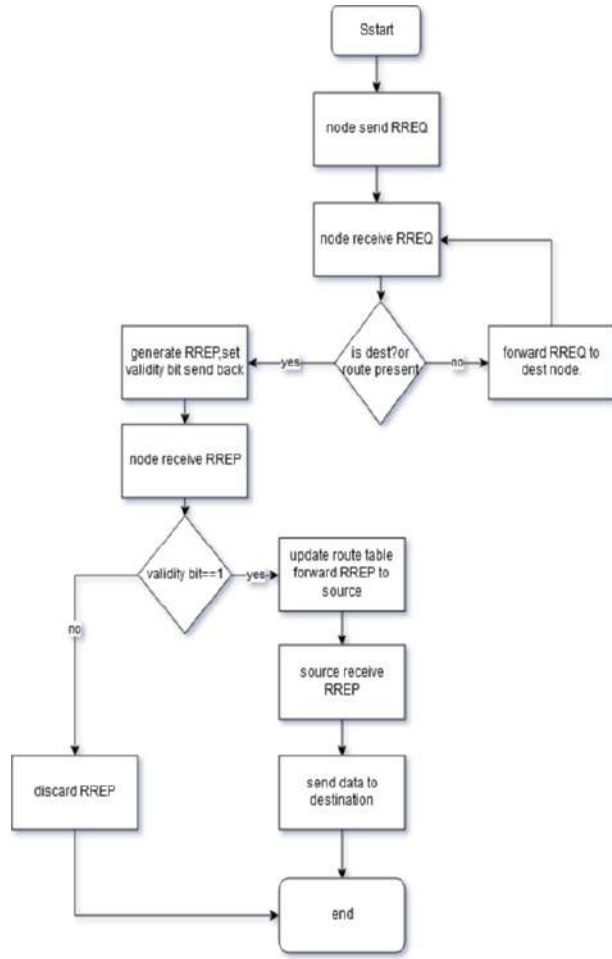 Sstart
node send RREQ
node receive RREQ
is dest?or
route present
yes
no
generate RREP,set
validity bit send back
forward RREQ to
dest node.
node receive RREP
validity bit==1
yes
no
update route table
forward RREP to
source
source receive
RREP
send data to
destination
discard RREP
end